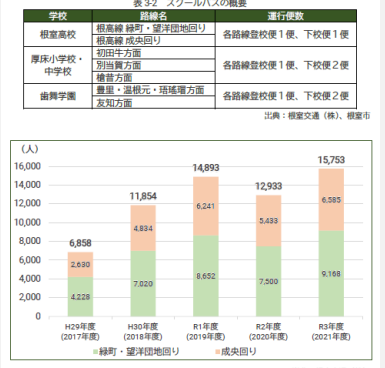 表 3-2 スクールバスの概要
学校 路線名 運行便数
根室高校 根高線 緑町・望洋団地回り 各路線登校便1便、下校便1便
根高線 成央回り
厚床小学校・中学校 初田牛方面 各路線登校便1便、下校便2便
別当賀方面
槍昔方面
歯舞学園 豊里・温根元・珸瑤瑁方面 各路線登校便1便、下校便2便
友知方面
出典：根室交通（株）、根室市
（人）
16,000
14,000
12,000
10,000
8,000
6,000
4,000
2,000
0
6,858 11,854 14,893 12,933 15,753
2,630 4,834 6,241 5,433 6,585
4,228 7,020 8,652 7,500 9,168
H29年度 H30年度 R1年度 R2年度 R3年度
(2017年度) (2018年度) (2019年度) (2020年度) (2021年度)
緑町・望洋団地回り 成央回り